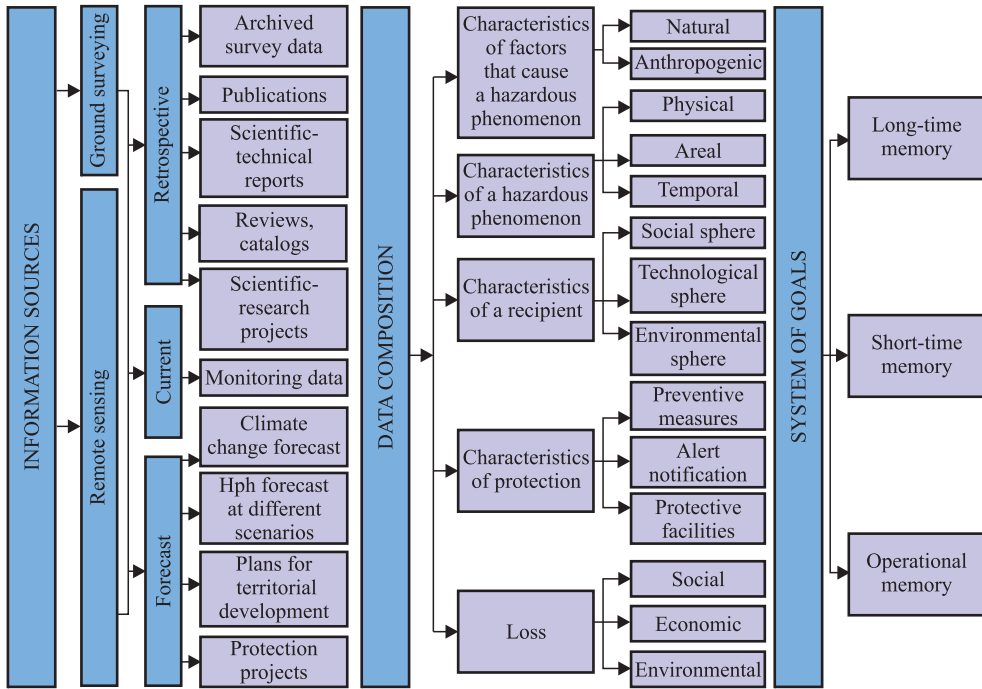 INFORMATION SOURCES
Ground surveying
Remote sensing
Retrospective
Current
Forecast
Archived
survey data
Publications
Scientific-
technical
reports
Reviews,
catalogs
Scientific-
research
projects
Monitoring data
Climate
change forecast
Hph forecast
at different
scenarios
Plans for
territorial
development
Protection
projects
DATA COMPOSITION
Characteristics
of factors
that cause
a hazardous
phenomenon
Characteristics
of a hazardous
phenomenon
Characteristics
of a recipient
Characteristics
of protection
Loss
Natural
Anthropogenic
Physical
Areal
Temporal
Social sphere
Technological
sphere
Environmental
sphere
Preventive
measures
Alert
notification
Protective
facilities
Social
Economic
Environmental
SYSTEM OF GOALS
Long-time
memory
Short-time
memory
Operational
memory